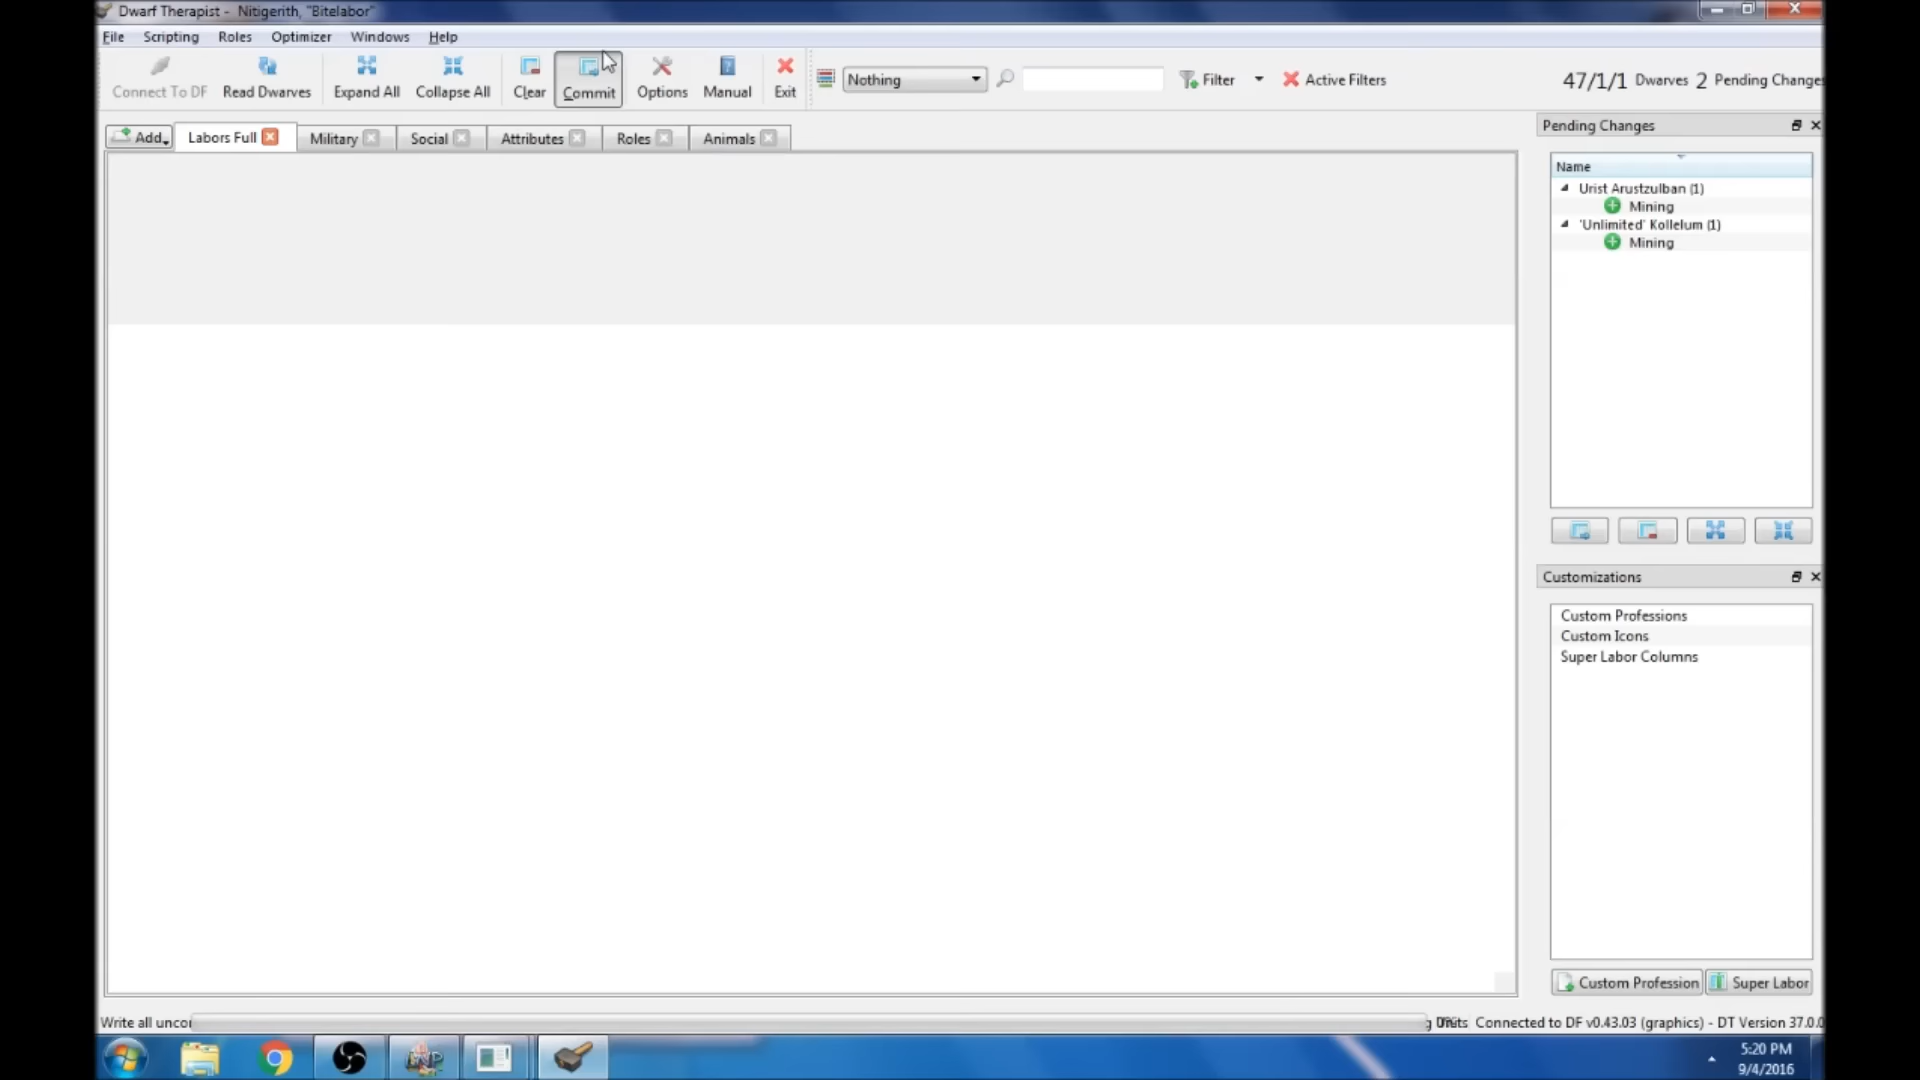 Dwarf Therapist - Nitigerith, "Bitelabor"
File Scripting Roles Optimizer Windows Help
Connect To DF Read Dwarves Expand All Collapse All Clear Commit Options Manual Exit Nothing Filter Active Filters 47/1/1 Dwarves 2 Pending Changes
Add Labors Full Military Social Attributes Roles Animals
Pending Changes
Name
Urist Arustzulban (1)
Mining
'Unlimited' Kollelum (1)
Mining
Customizations
Custom Professions
Custom Icons
Super Labor Columns
Custom Profession Super Labor
Write all uncor Connected to DF v0.43.03 (graphics) - DT Version 37.0.0
5:20 PM
9/4/2016